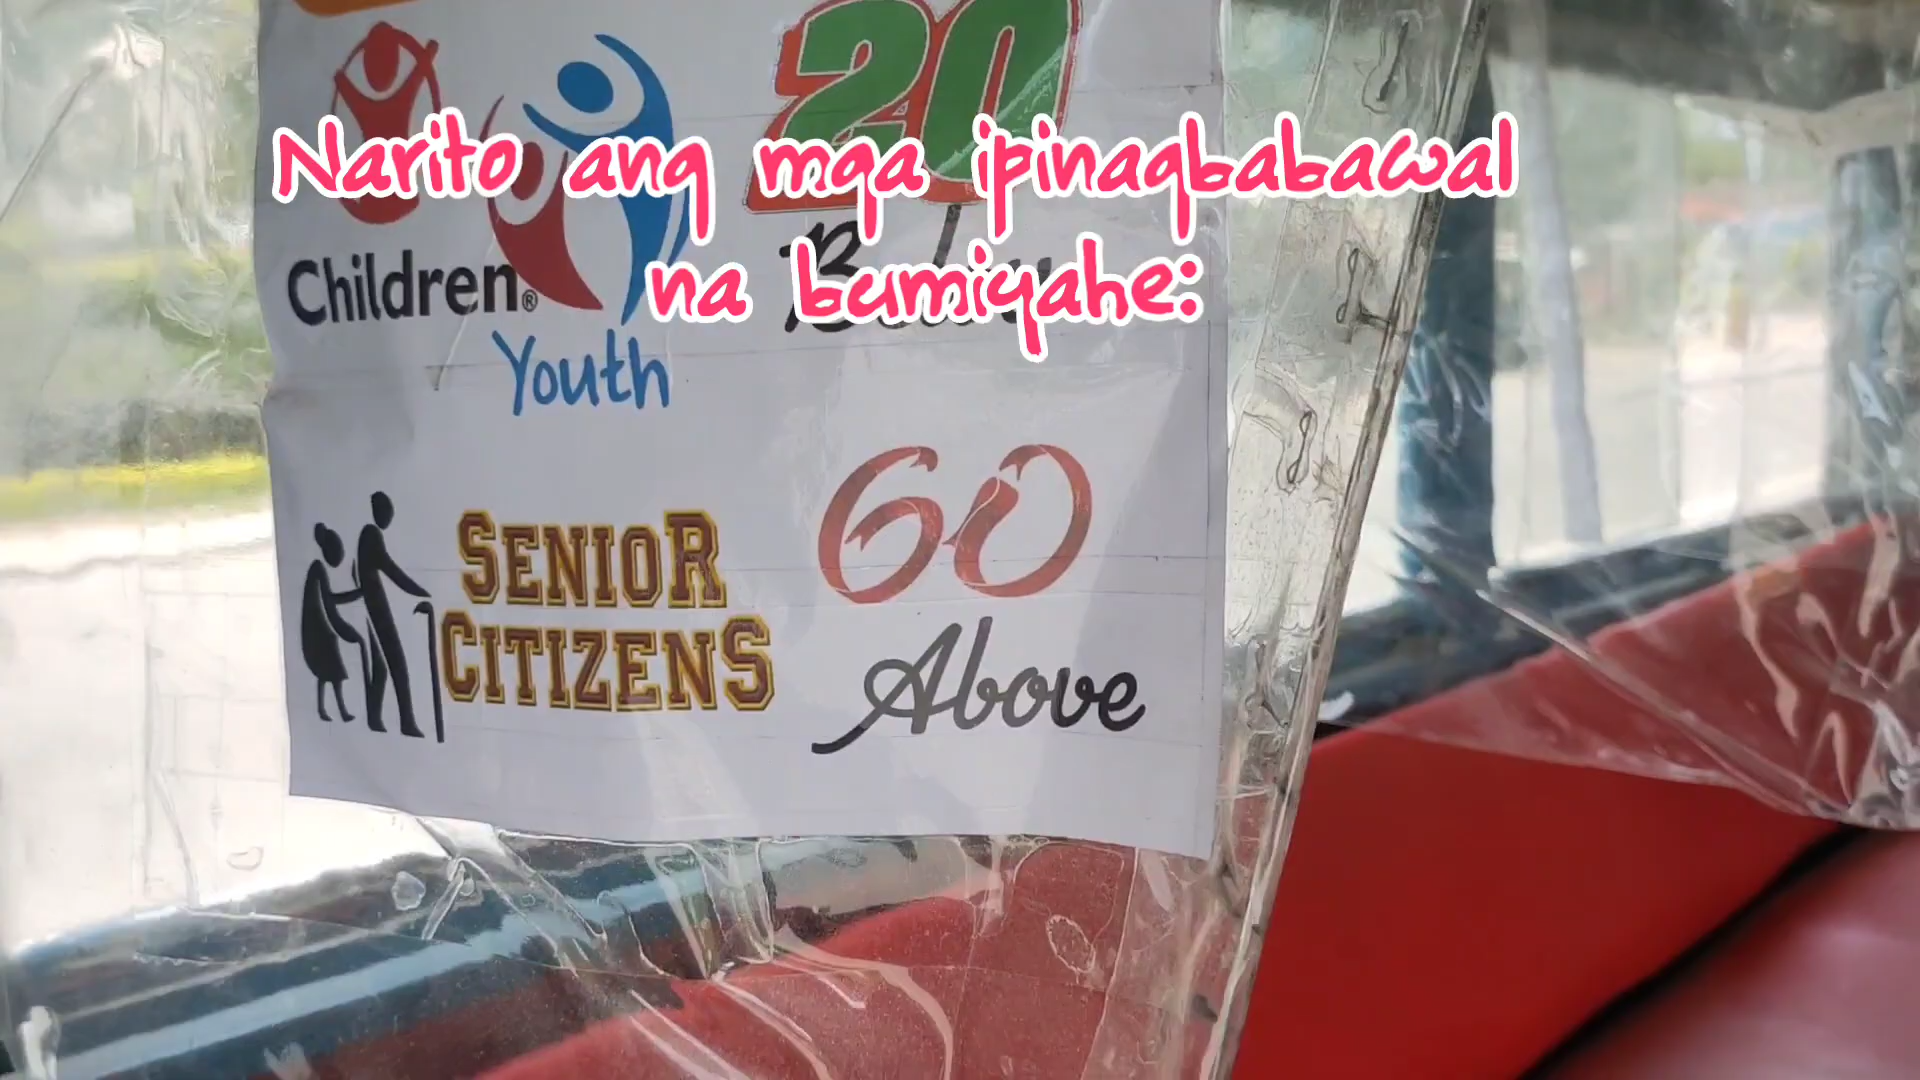 20
Narito ang mga ipinagbabawal
na bumiyahe:
Children®
Youth
SENIOR
CITIZENS
60
Above